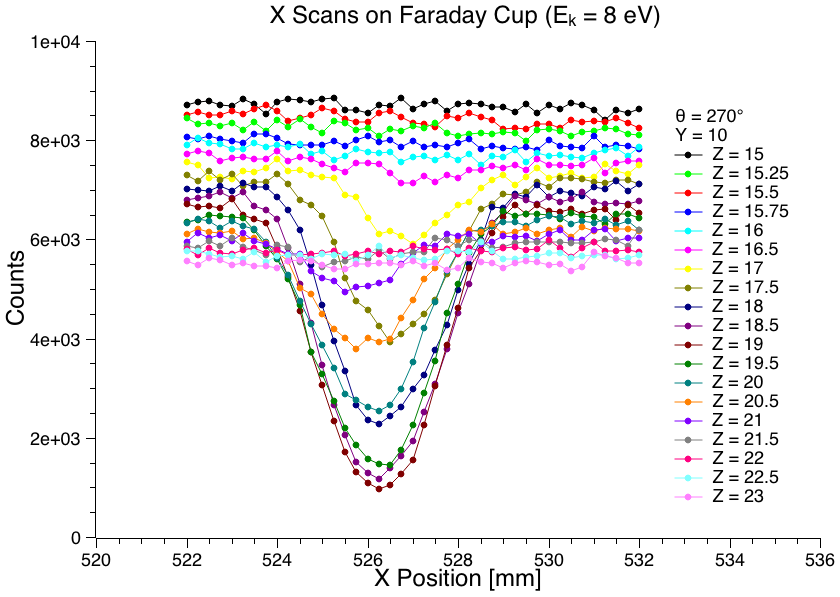 X Scans on Faraday Cup (Eₖ = 8 eV)
1e+04
8e+03
6e+03
4e+03
2e+03
0
Counts
520
522
524
526
528
530
532
534
536
X Position [mm]
θ = 270°
Y = 10
Z = 15
Z = 15.25
Z = 15.5
Z = 15.75
Z = 16
Z = 16.5
Z = 17
Z = 17.5
Z = 18
Z = 18.5
Z = 19
Z = 19.5
Z = 20
Z = 20.5
Z = 21
Z = 21.5
Z = 22
Z = 22.5
Z = 23